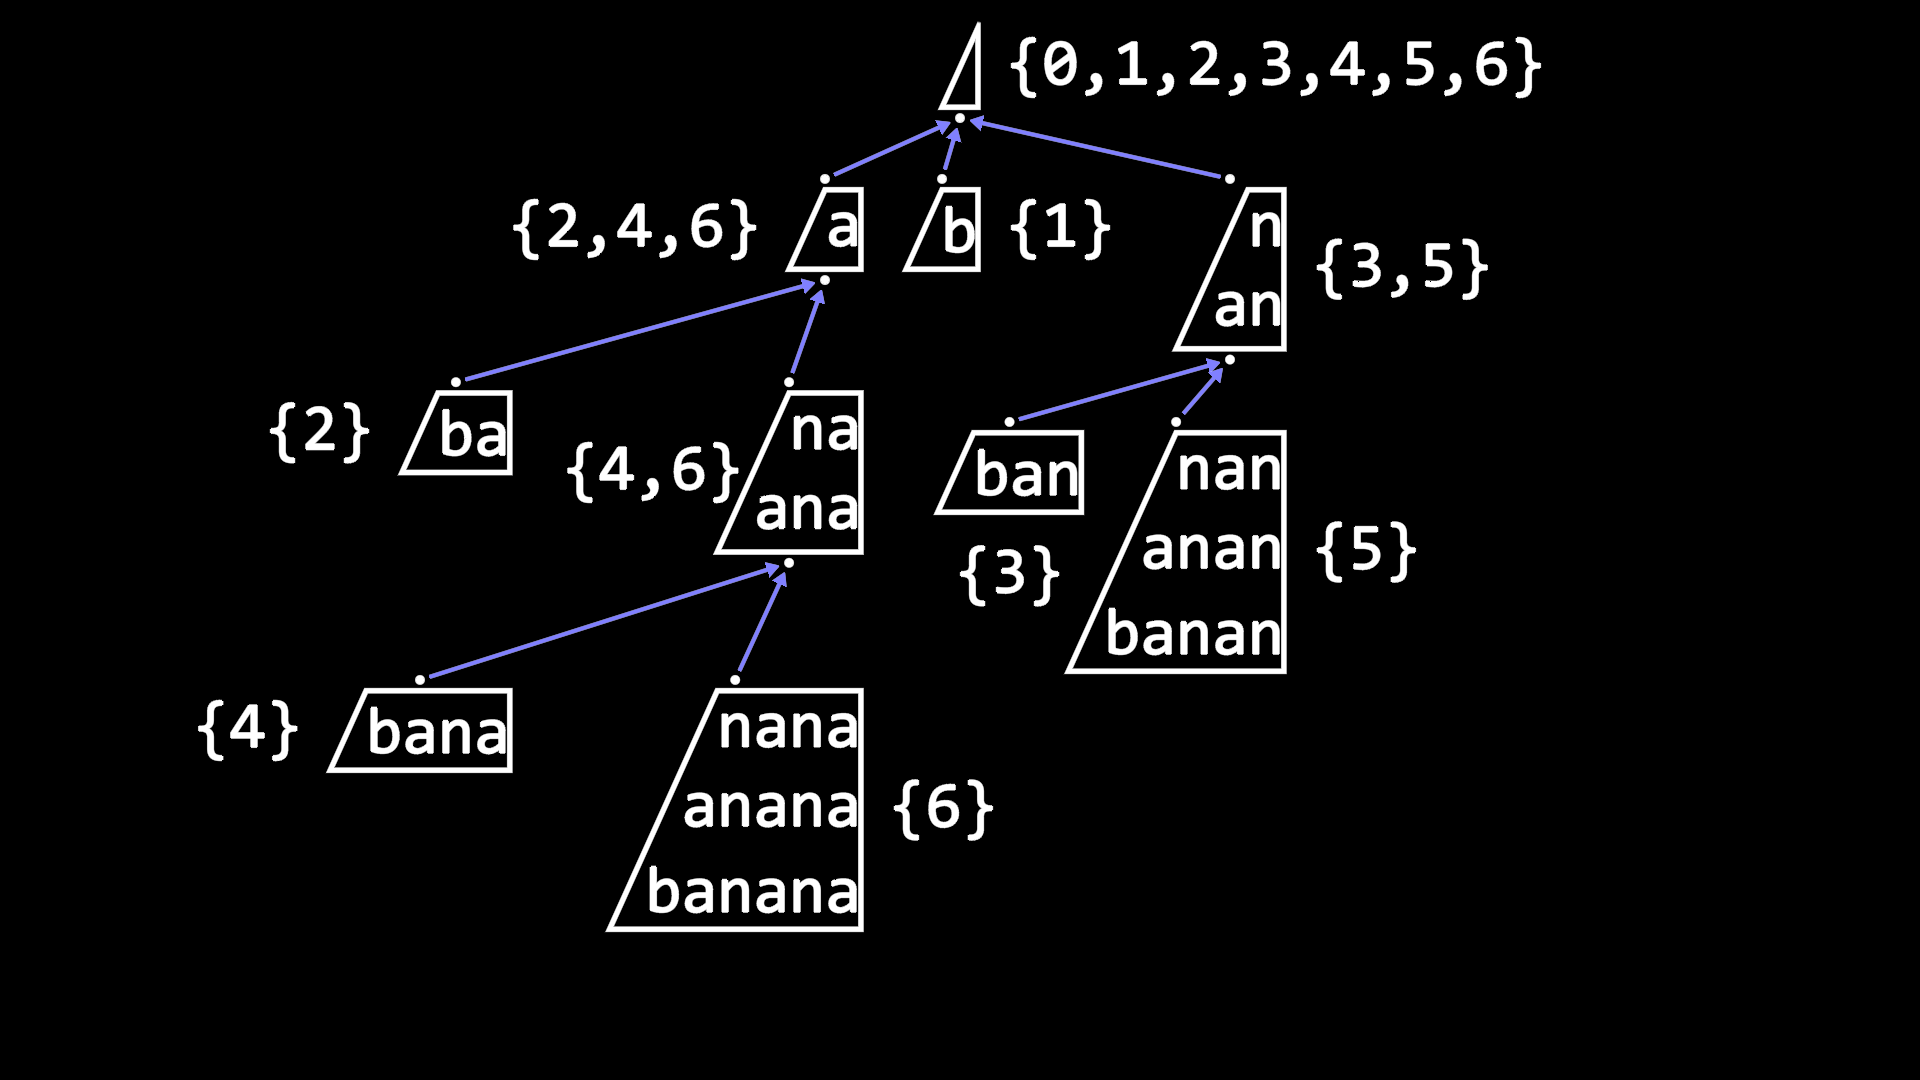 {0,1,2,3,4,5,6}
{2,4,6}
a
b
{1}
n
an
{3,5}
{2}
ba
{4,6}
na
ana
ban
{3}
nan
anan
banan
{5}
{4}
bana
nana
anana
banana
{6}